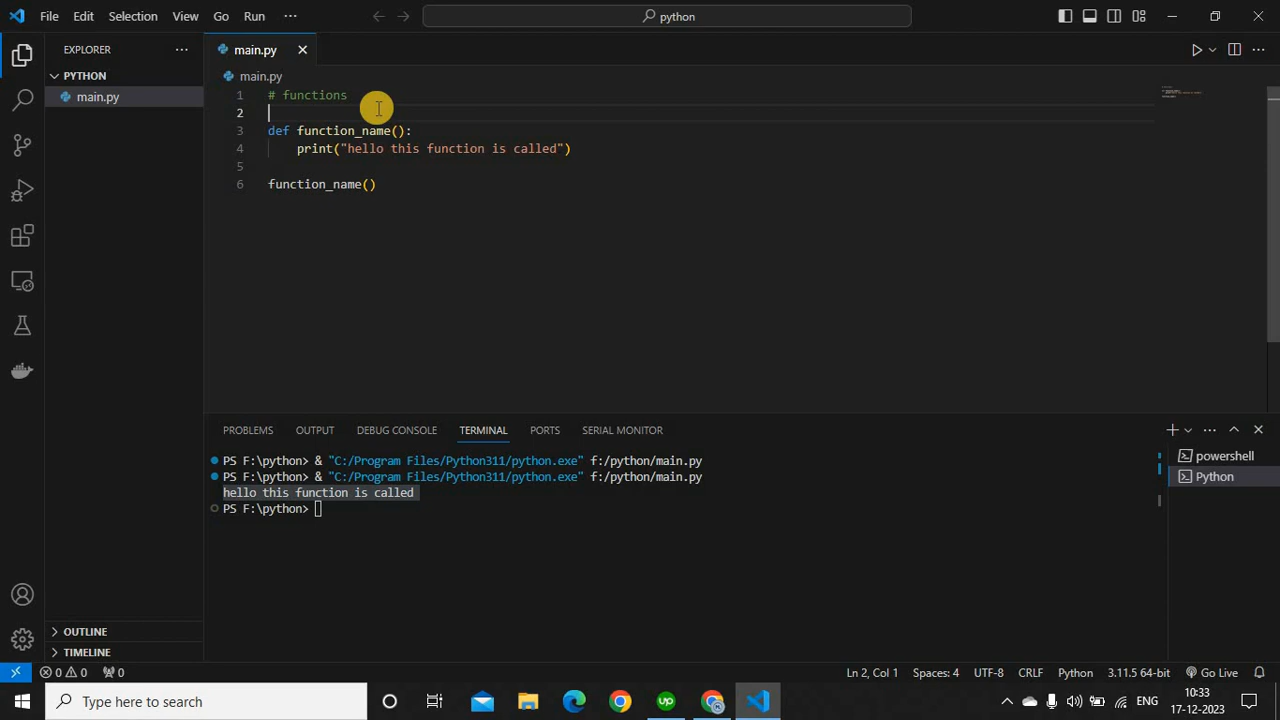 File Edit Selection View Go Run ··· python
EXPLORER ···
PYTHON
main.py
main.py
main.py
1 # functions
2
3 def function_name():
4 print("hello this function is called")
5
6 function_name()
PROBLEMS OUTPUT DEBUG CONSOLE TERMINAL PORTS SERIAL MONITOR
PS F:\python> & "C:/Program Files/Python311/python.exe" f:/python/main.py
PS F:\python> & "C:/Program Files/Python311/python.exe" f:/python/main.py
hello this function is called
PS F:\python>
powershell
Python
OUTLINE
TIMELINE
0 0 0 Ln 2, Col 1 Spaces: 4 UTF-8 CRLF Python 3.11.5 64-bit Go Live
Type here to search
up
ENG
10:33
17-12-2023